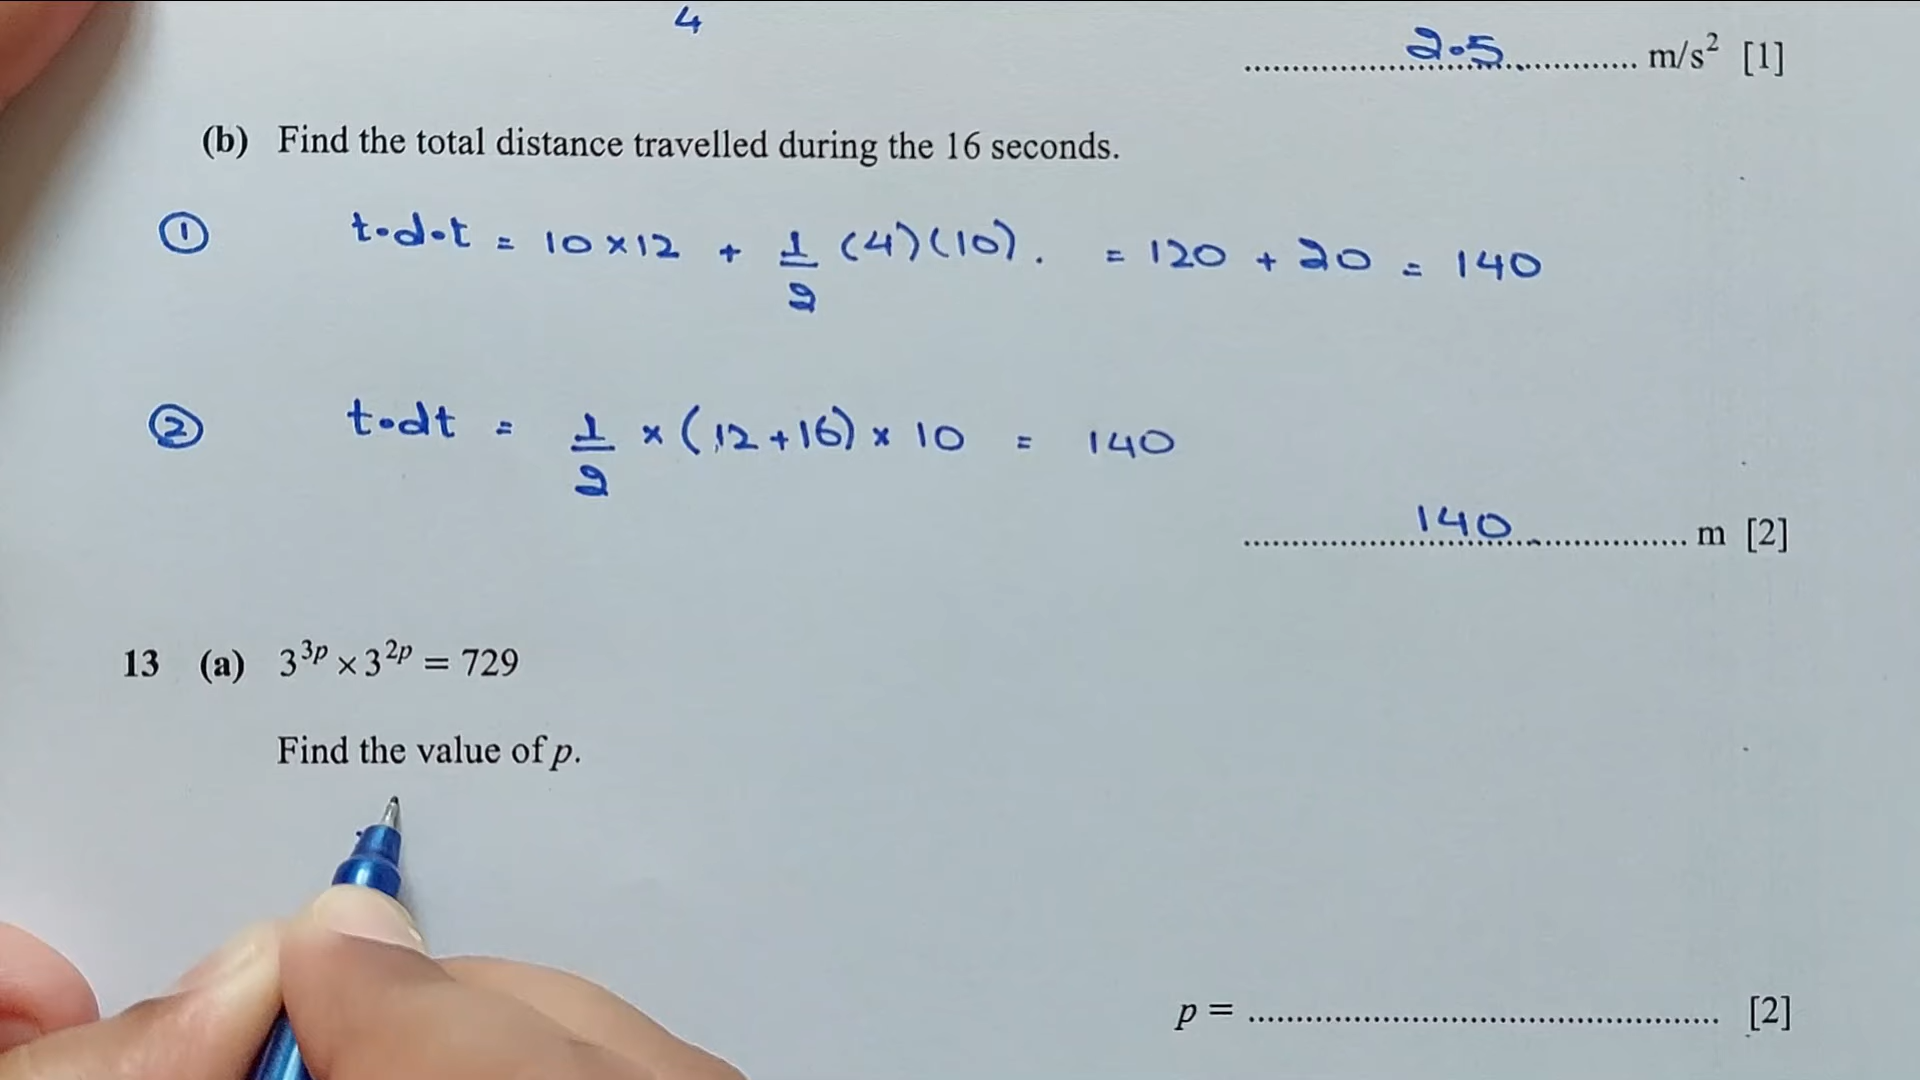 4
2.5 m/s² [1]
(b) Find the total distance travelled during the 16 seconds.
① t.d.t = 10 × 12 + 1/2 (4)(10). = 120 + 20 = 140
② t.dt = 1/2 × (12+16) × 10 = 140
140 m [2]
13 (a) 3^{3p} × 3^{2p} = 729
Find the value of p.
p = ................................................ [2]